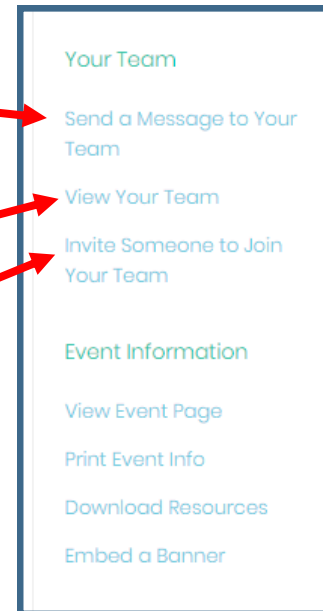 Your Team
Send a Message to Your
Team
View Your Team
Invite Someone to Join
Your Team
Event Information
View Event Page
Print Event Info
Download Resources
Embed a Banner